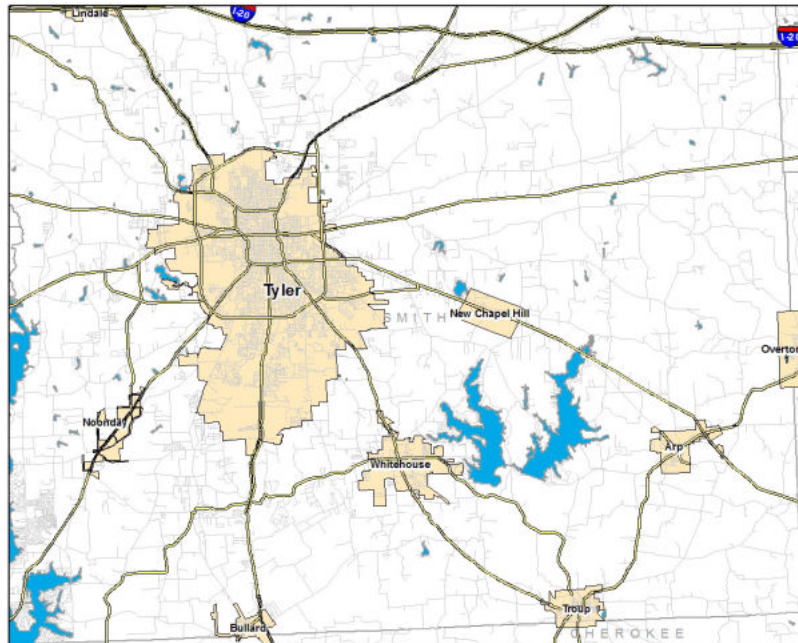 Lindale
I-20
I-20
Tyler
SMITH
New Chapel Hill
Overton
Noonday
Whitehouse
Arp
Troup
Bullard
CHEROKEE